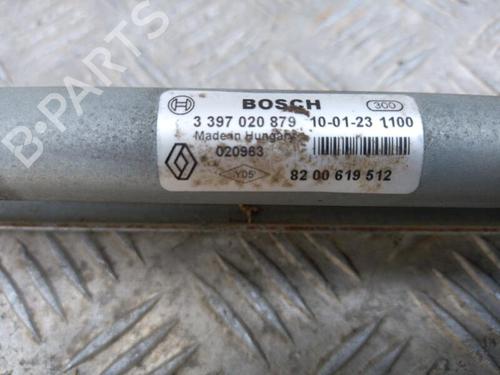 BOSCH 300
3 397 020 879 10-01-23 1100
Made in Hungary
020963
YD5 82 00 619 512
B-PARTS